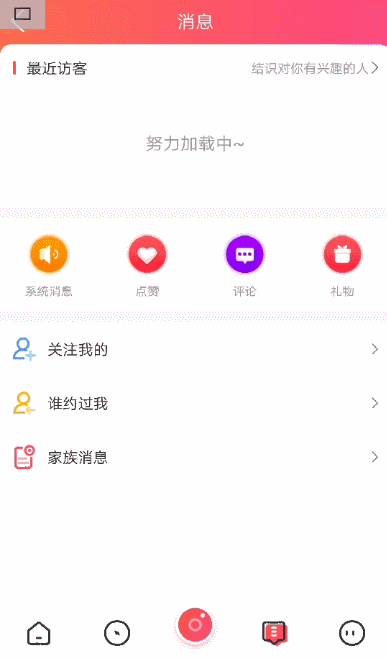 消息
最近访客
结识对你有兴趣的人
努力加载中~
系统消息
点赞
评论
礼物
关注我的
谁约过我
家族消息